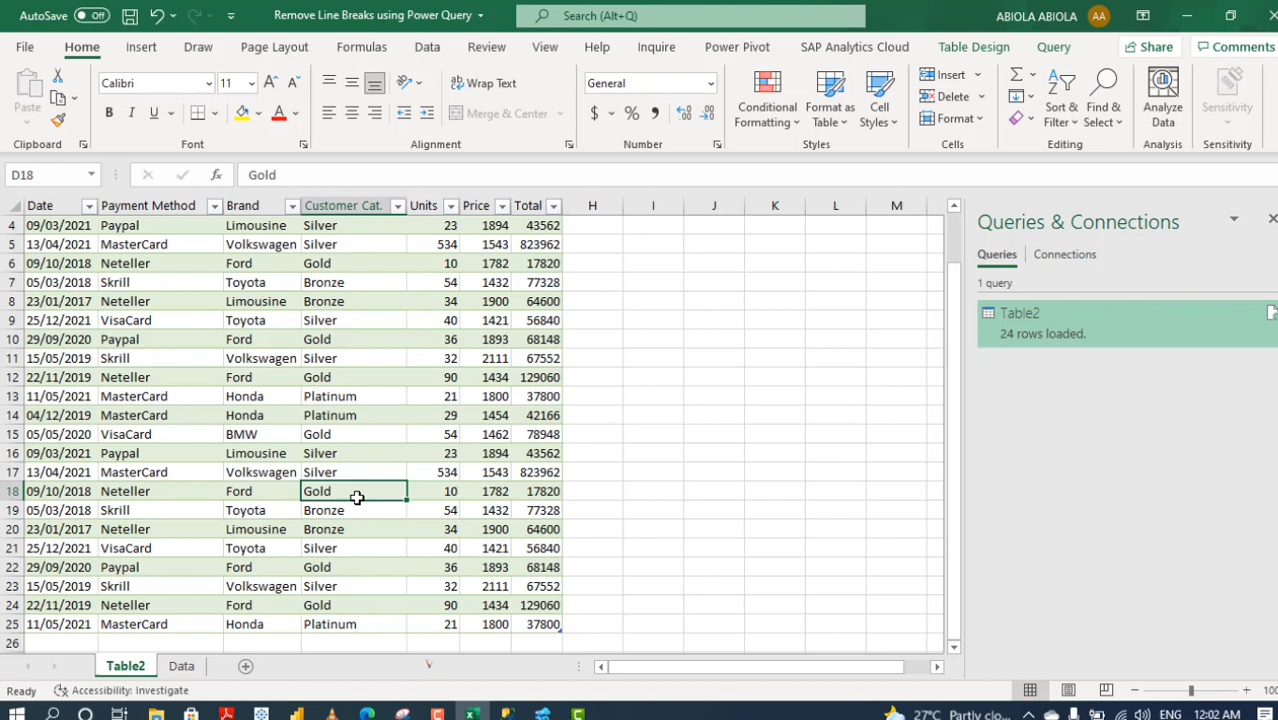 AutoSave Off Remove Line Breaks using Power Query Search (Alt+Q) ABIOLA ABIOLA AA
File Home Insert Draw Page Layout Formulas Data Review View Help Inquire Power Pivot SAP Analytics Cloud Table Design Query Share Comments
Paste Calibri 11 A A Wrap Text General Conditional Formatting Format as Table Cell Styles Insert Sort & Filter Find & Select Analyze Data Sensitivity
Delete
B I U A Merge & Center $ % Format
Clipboard Font Alignment Number Styles Cells Editing Analysis Sensitivity
D18 fx Gold
Date Payment Method Brand Customer Cat. Units Price Total H I J K L M
4 09/03/2021 Paypal Limousine Silver 23 1894 43562
5 13/04/2021 MasterCard Volkswagen Silver 534 1543 823962
6 09/10/2018 Neteller Ford Gold 10 1782 17820
7 05/03/2018 Skrill Toyota Bronze 54 1432 77328
8 23/01/2017 Neteller Limousine Bronze 34 1900 64600
9 25/12/2021 VisaCard Toyota Silver 40 1421 56840
10 29/09/2020 Paypal Ford Gold 36 1893 68148
11 15/05/2019 Skrill Volkswagen Silver 32 2111 67552
12 22/11/2019 Neteller Ford Gold 90 1434 129060
13 11/05/2021 MasterCard Honda Platinum 21 1800 37800
14 04/12/2019 MasterCard Honda Platinum 29 1454 42166
15 05/05/2020 VisaCard BMW Gold 54 1462 78948
16 09/03/2021 Paypal Limousine Silver 23 1894 43562
17 13/04/2021 MasterCard Volkswagen Silver 534 1543 823962
18 09/10/2018 Neteller Ford Gold 10 1782 17820
19 05/03/2018 Skrill Toyota Bronze 54 1432 77328
20 23/01/2017 Neteller Limousine Bronze 34 1900 64600
21 25/12/2021 VisaCard Toyota Silver 40 1421 56840
22 29/09/2020 Paypal Ford Gold 36 1893 68148
23 15/05/2019 Skrill Volkswagen Silver 32 2111 67552
24 22/11/2019 Neteller Ford Gold 90 1434 129060
25 11/05/2021 MasterCard Honda Platinum 21 1800 37800
26
Queries & Connections
Queries Connections
1 query
Table2
24 rows loaded.
Table2 Data
Ready Accessibility: Investigate 100
27°C Partly clo... ENG 12:02 AM